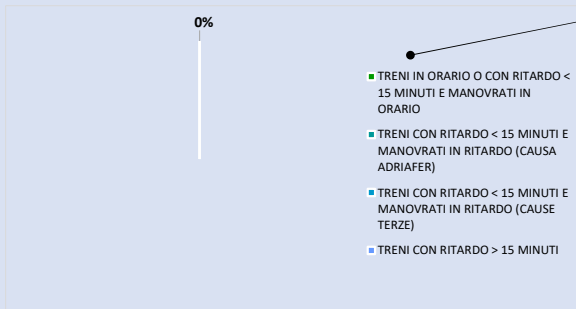 0%
TRENI IN ORARIO O CON RITARDO <
15 MINUTI E MANOVRATI IN
ORARIO
TRENI CON RITARDO < 15 MINUTI E
MANOVRATI IN RITARDO (CAUSA
ADRIAFER)
TRENI CON RITARDO < 15 MINUTI E
MANOVRATI IN RITARDO (CAUSE
TERZE)
TRENI CON RITARDO > 15 MINUTI